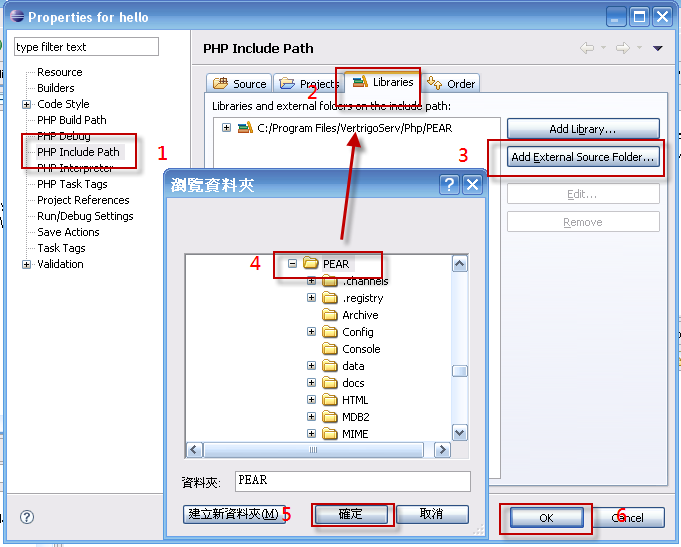 Properties for hello
type filter text
Resource
Builders
Code Style
PHP Build Path
PHP Debug
PHP Include Path
PHP Interpreter
PHP Task Tags
Project References
Run/Debug Settings
Save Actions
Task Tags
Validation
1
PHP Include Path
Source
Projects
Libraries
Order
2
Libraries and external folders on the include path:
C:/Program Files/VertrigoServ/Php/PEAR
Add Library...
3
Add External Source Folder...
Edit...
Remove
瀏覽資料夾
4
PEAR
.channels
.registry
Archive
Config
Console
data
docs
HTML
MDB2
MIME
資料夾:
PEAR
建立新資料夾(M)
5
確定
取消
OK
6
Cancel